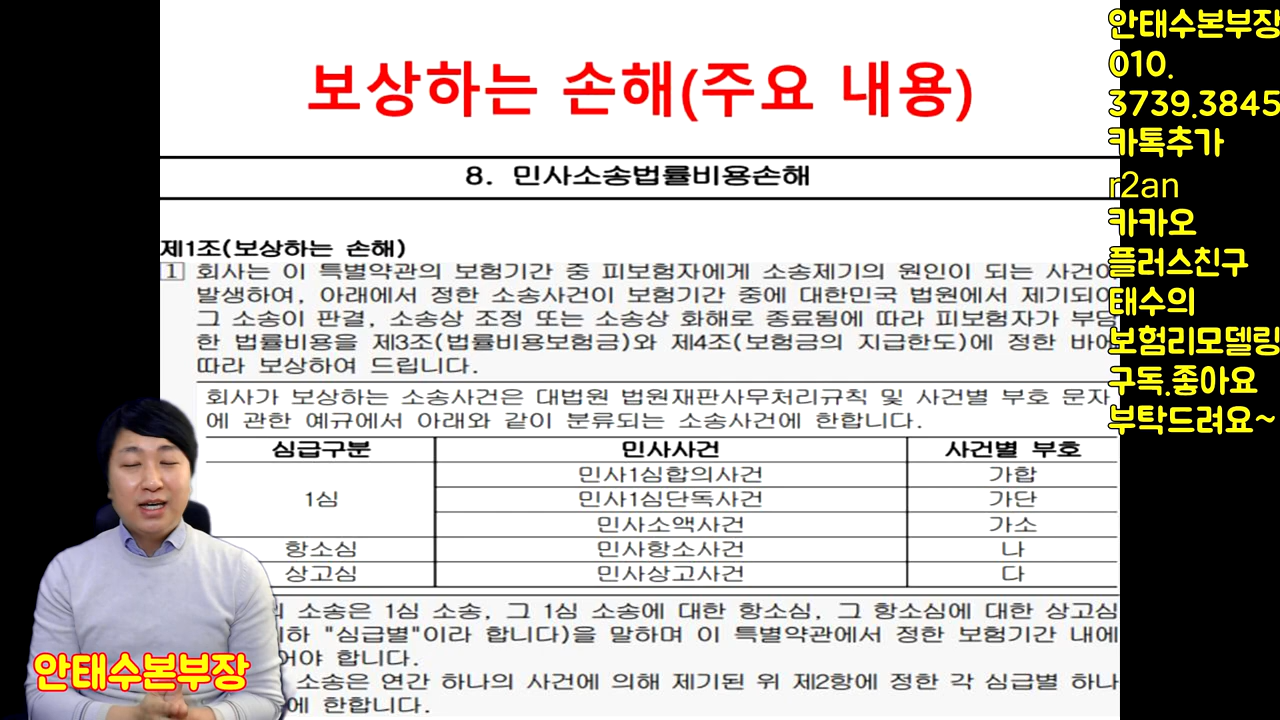 보상하는 손해(주요 내용)
8. 민사소송법률비용손해
제1조(보상하는 손해)
1 회사는 이 특별약관의 보험기간 중 피보험자에게 소송제기의 원인이 되는 사건이
발생하여, 아래에서 정한 소송사건이 보험기간 중에 대한민국 법원에서 제기되어
그 소송이 판결, 소송상 조정 또는 소송상 화해로 종료됨에 따라 피보험자가 부담
한 법률비용을 제3조(법률비용보험금)와 제4조(보험금의 지급한도)에 정한 바에
따라 보상하여 드립니다.
회사가 보상하는 소송사건은 대법원 법원재판사무처리규칙 및 사건별 부호 문자
에 관한 예규에서 아래와 같이 분류되는 소송사건에 한합니다.
심급구분 민사사건 사건별 부호
1심 민사1심합의사건 가합
민사1심단독사건 가단
민사소액사건 가소
항소심 민사항소사건 나
상고심 민사상고사건 다
소송은 1심 소송, 그 1심 소송에 대한 항소심, 그 항소심에 대한 상고심
하 "심급별"이라 합니다)을 말하며 이 특별약관에서 정한 보험기간 내에
어야 합니다.
소송은 연간 하나의 사건에 의해 제기된 위 제2항에 정한 각 심급별 하나
에 한합니다.
안태수본부장
안태수본부장
010.
3739.3845
카톡추가
r2an
카카오
플러스친구
태수의
보험리모델링
구독.좋아요
부탁드려요~